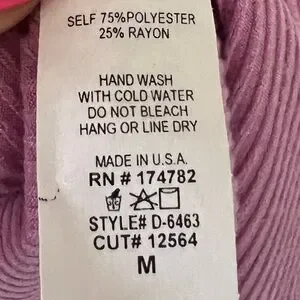 SELF 75%POLYESTER
25% RAYON
HAND WASH
WITH COLD WATER
DO NOT BLEACH
HANG OR LINE DRY
MADE IN U.S.A.
RN # 174782
STYLE# D-6463
CUT# 12564
M